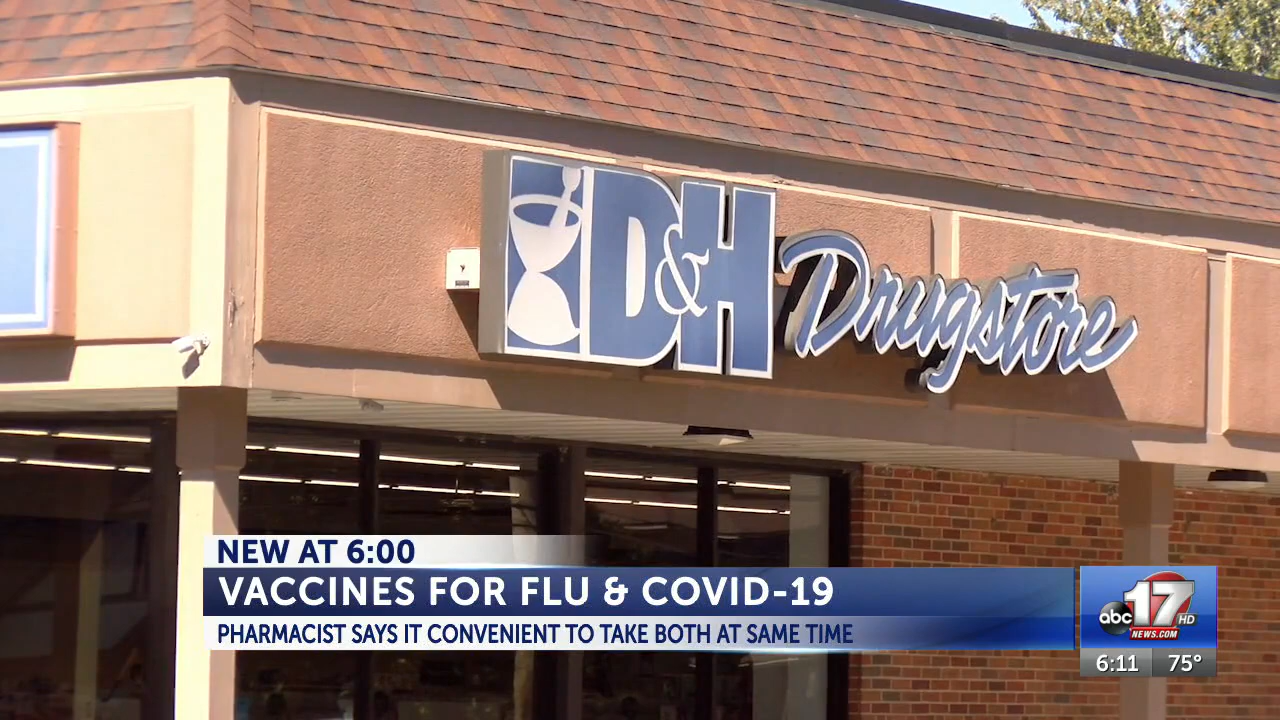 D&H Drugstore
NEW AT 6:00
VACCINES FOR FLU & COVID-19
PHARMACIST SAYS IT CONVENIENT TO TAKE BOTH AT SAME TIME
abc 17 HD
NEWS.COM
6:11 75°